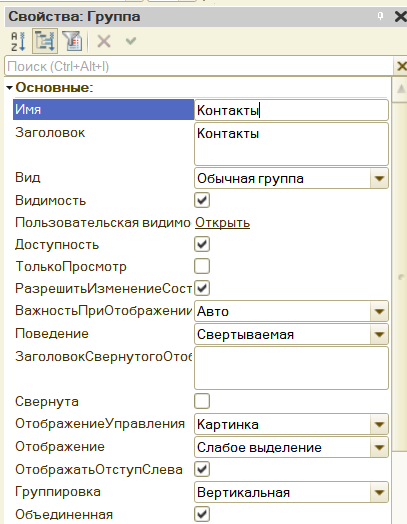 Свойства: Группа
Поиск (Ctrl+Alt+I)
Основные:
Имя Контакты
Заголовок Контакты
Вид Обычная группа
Видимость
Пользовательская видимо Открыть
Доступность
ТолькоПросмотр
РазрешитьИзменениеСост
ВажностьПриОтображении Авто
Поведение Свертываемая
ЗаголовокСвернутогоОтоб
Свернута
ОтображениеУправления Картинка
Отображение Слабое выделение
ОтображатьОтступСлева
Группировка Вертикальная
Объединенная